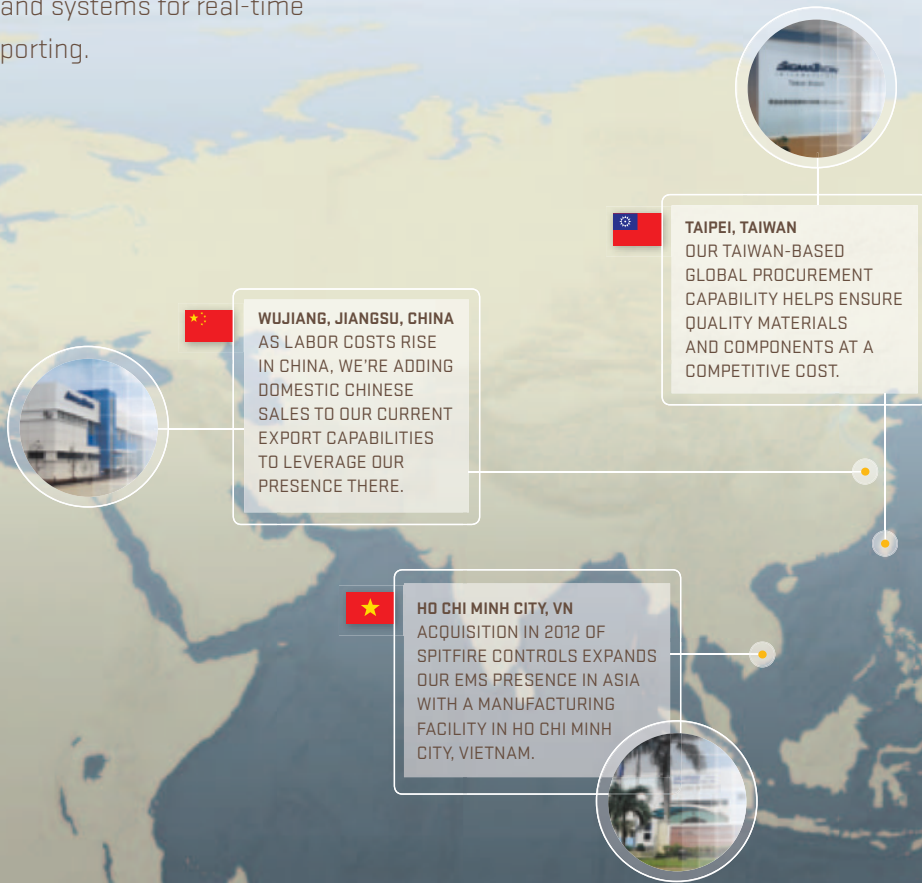 and systems for real-time
porting.
TAIPEI, TAIWAN
OUR TAIWAN-BASED
GLOBAL PROCUREMENT
CAPABILITY HELPS ENSURE
QUALITY MATERIALS
AND COMPONENTS AT A
COMPETITIVE COST.
WUJIANG, JIANGSU, CHINA
AS LABOR COSTS RISE
IN CHINA, WE'RE ADDING
DOMESTIC CHINESE
SALES TO OUR CURRENT
EXPORT CAPABILITIES
TO LEVERAGE OUR
PRESENCE THERE.
HO CHI MINH CITY, VN
ACQUISITION IN 2012 OF
SPITFIRE CONTROLS EXPANDS
OUR EMS PRESENCE IN ASIA
WITH A MANUFACTURING
FACILITY IN HO CHI MINH
CITY, VIETNAM.